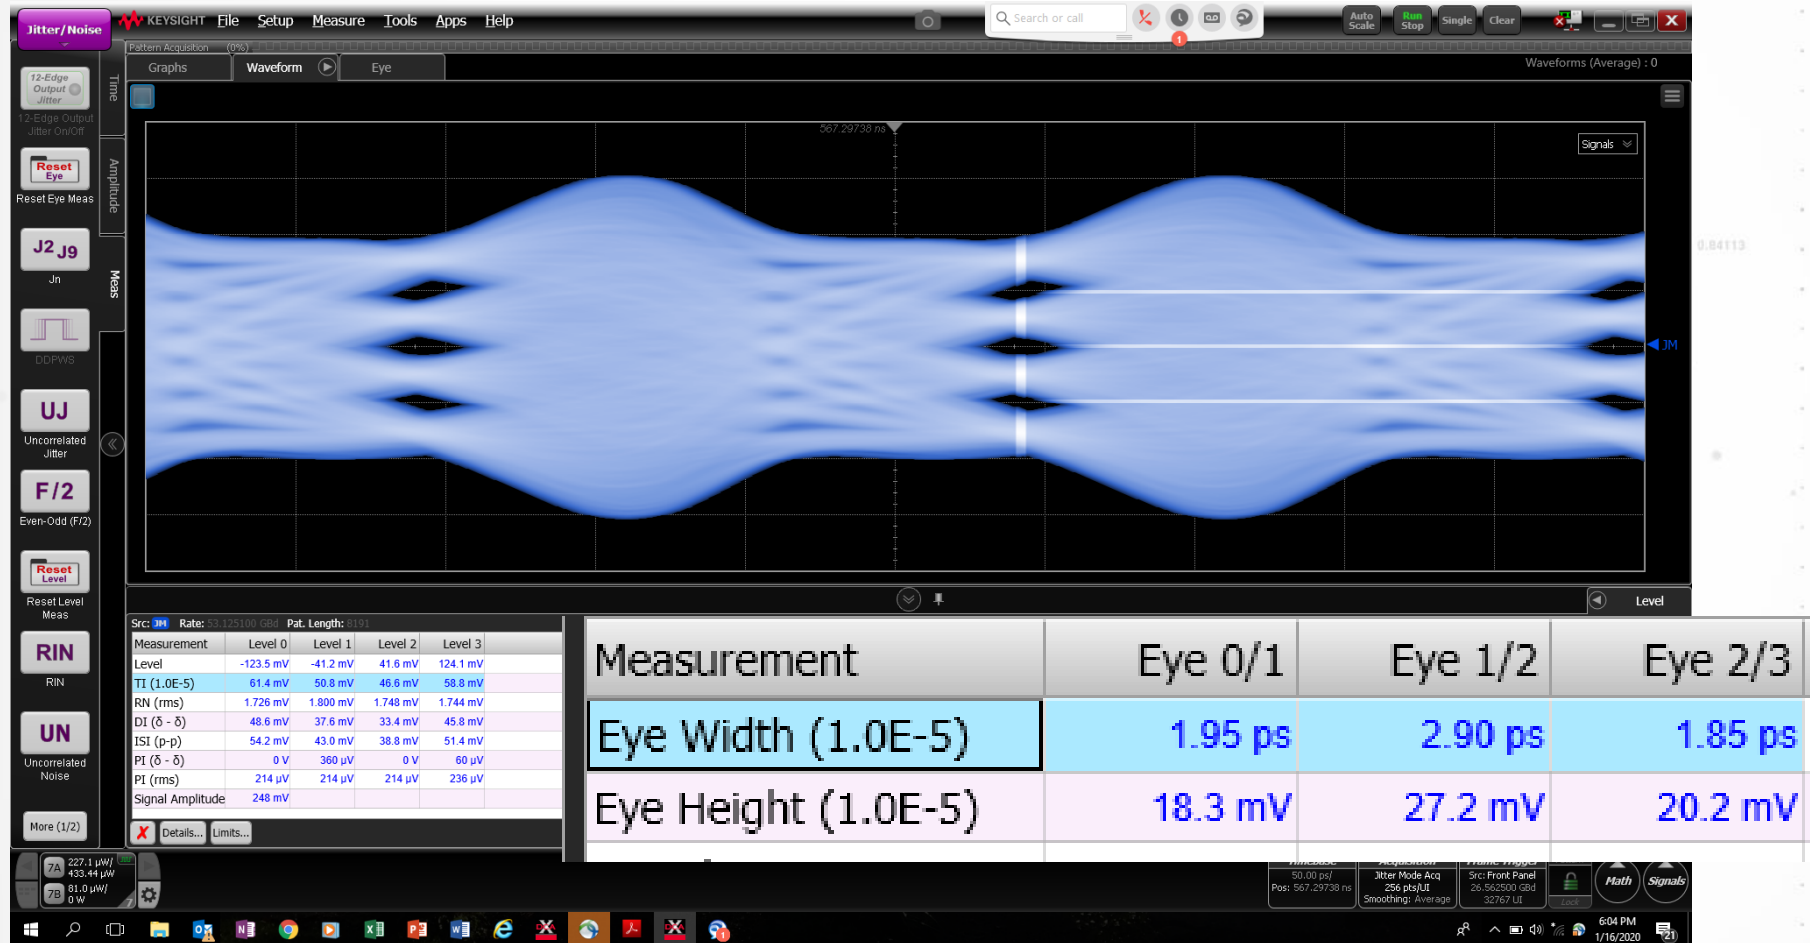 Jitter/Noise
KEYSIGHT File Setup Measure Tools Apps Help
Search or call
1
Auto Scale
Run Stop
Single
Clear
Pattern Acquisition (0%)
Graphs
Waveform
Eye
Waveforms (Average) : 0
12-Edge
Output
Jitter
12-Edge Output
Jitter On/Off
Reset
Eye
Reset Eye Meas
J2 J9
Jn
DDPWS
UJ
Uncorrelated
Jitter
F/2
Even-Odd (F/2)
Reset
Level
Reset Level
Meas
RIN
RIN
UN
Uncorrelated
Noise
More (1/2)
Time
Amplitude
Meas
567.29738 ns
Signals
JM
0.84113
Level
Src: JM Rate: 53.125100 GBd Pat. Length: 8191
Measurement Level 0 Level 1 Level 2 Level 3
Level -123.5 mV -41.2 mV 41.6 mV 124.1 mV
TI (1.0E-5) 61.4 mV 50.8 mV 46.6 mV 58.8 mV
RN (rms) 1.726 mV 1.800 mV 1.748 mV 1.744 mV
DI (δ - δ) 48.6 mV 37.6 mV 33.4 mV 45.8 mV
ISI (p-p) 54.2 mV 43.0 mV 38.8 mV 51.4 mV
PI (δ - δ) 0 V 360 µV 0 V 60 µV
PI (rms) 214 µV 214 µV 214 µV 236 µV
Signal Amplitude 248 mV
Details... Limits...
Measurement Eye 0/1 Eye 1/2 Eye 2/3
Eye Width (1.0E-5) 1.95 ps 2.90 ps 1.85 ps
Eye Height (1.0E-5) 18.3 mV 27.2 mV 20.2 mV
7A 227.1 µW/
433.44 µW
7B 81.0 µW/
0 W
7
Timebase
50.00 ps/
Pos: 567.29738 ns
Acquisition
Jitter Mode Acq
256 pts/UI
Smoothing: Average
Frame Trigger
Src: Front Panel
26.562500 GBd
32767 UI
Lock
Math
Signals
6:04 PM
1/16/2020
21